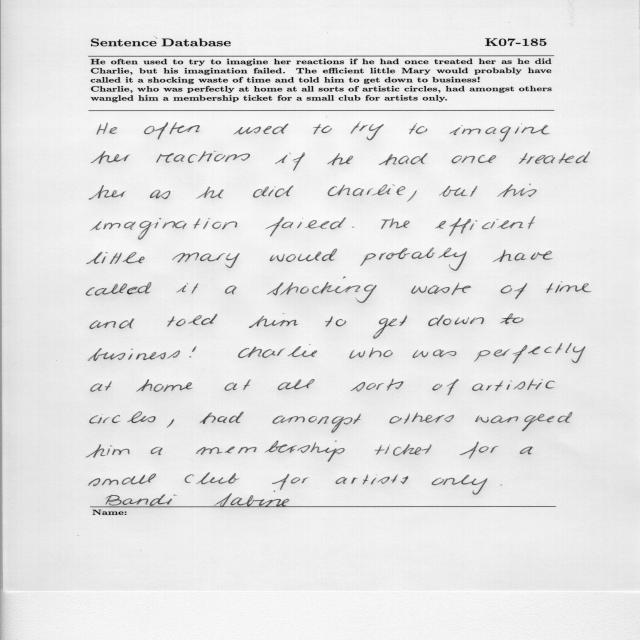 Sentence Database K07-185
He often used to try to imagine her reactions if he had once treated her as he did
Charlie, but his imagination failed. The efficient little Mary would probably have
called it a shocking waste of time and told him to get down to business!
Charlie, who was perfectly at home at all sorts of artistic circles, had amongst others
wangled him a membership ticket for a small club for artists only.
He often used to try to imagine
her reactions if he had once treated
her as he did Charlie, but his
imagination failed. The efficient
little Mary would probably have
called it a shocking waste of time
and told him to get down to
business! Charlie who was perfectly
at home at all sorts of artistic
circles, had amongst others wangled
him a membership ticket for a
small club for artists only.
Bandi Sabine
Name: